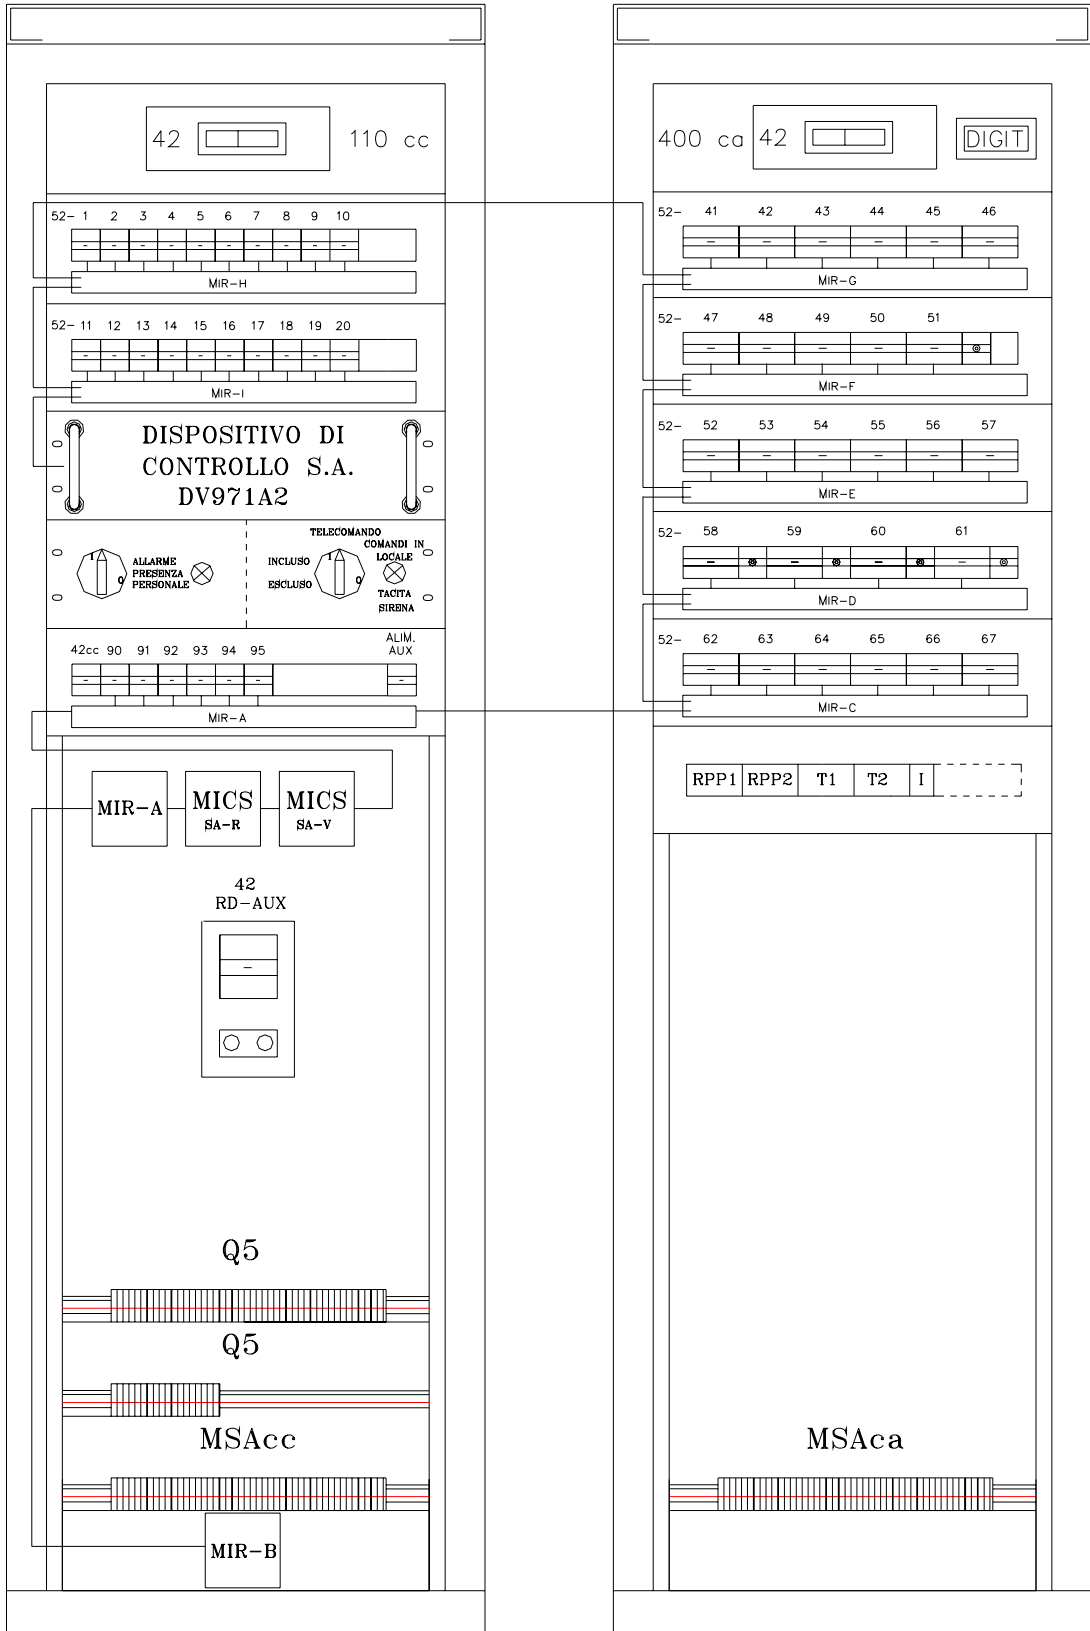 42 110 cc
52- 1 2 3 4 5 6 7 8 9 10
MIR-H
52- 11 12 13 14 15 16 17 18 19 20
MIR-I
DISPOSITIVO DI
CONTROLLO S.A.
DV971A2
I
O
ALLARME
PRESENZA
PERSONALE
TELECOMANDO
INCLUSO
ESCLUSO
I
O
COMANDI IN
LOCALE
TACITA
SIRENA
42cc 90 91 92 93 94 95
ALIM.
AUX
MIR-A
MIR-A
MICS
SA-R
MICS
SA-V
42
RD-AUX
Q5
Q5
MSAcc
MIR-B
400 ca 42 DIGIT
52- 41 42 43 44 45 46
MIR-G
52- 47 48 49 50 51
MIR-F
52- 52 53 54 55 56 57
MIR-E
52- 58 59 60 61
MIR-D
52- 62 63 64 65 66 67
MIR-C
RPP1 RPP2 T1 T2 I
MSAca